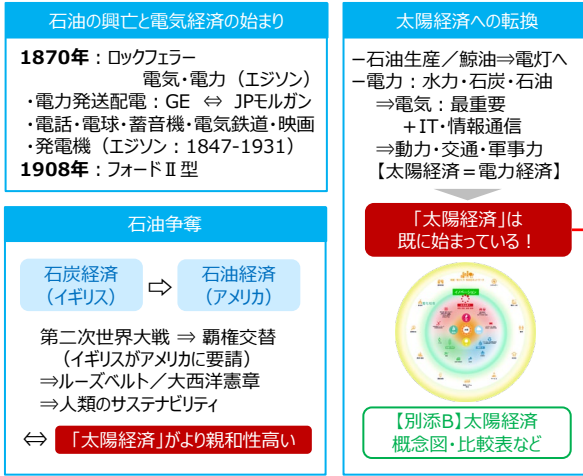 石油の興亡と電気経済の始まり
1870年：ロックフェラー
電気・電力（エジソン）
・電力発送配電：GE ⇔ JPモルガン
・電話・電球・蓄音機・電気鉄道・映画
・発電機（エジソン：1847-1931）
1908年：フォードⅡ型
石油争奪
石炭経済
（イギリス）
⇨
石油経済
（アメリカ）
第二次世界大戦 ⇒ 覇権交替
（イギリスがアメリカに要請）
⇒ルーズベルト／大西洋憲章
⇒人類のサステナビリティ
⇔ 「太陽経済」がより親和性高い
太陽経済への転換
－石油生産／鯨油⇒電灯へ
－電力：水力・石炭・石油
⇒電気：最重要
＋IT・情報通信
⇒動力・交通・軍事力
【太陽経済＝電力経済】
「太陽経済」は
既に始まっている！
【別添B】太陽経済
概念図・比較表など